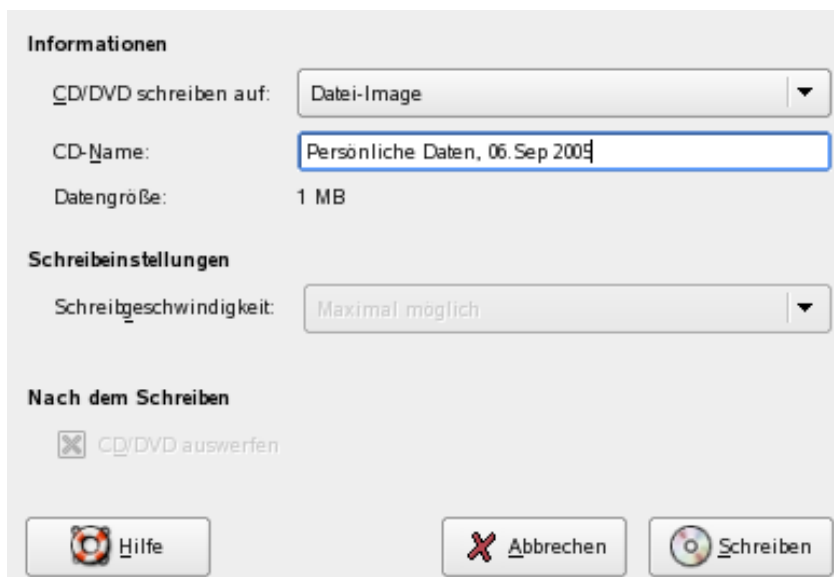 Informationen
CD/DVD schreiben auf: Datei-Image
CD-Name: Persönliche Daten, 06.Sep 2005
Datengröße: 1 MB
Schreibeinstellungen
Schreibgeschwindigkeit: Maximal möglich
Nach dem Schreiben
CD/DVD auswerfen
Hilfe Abbrechen Schreiben